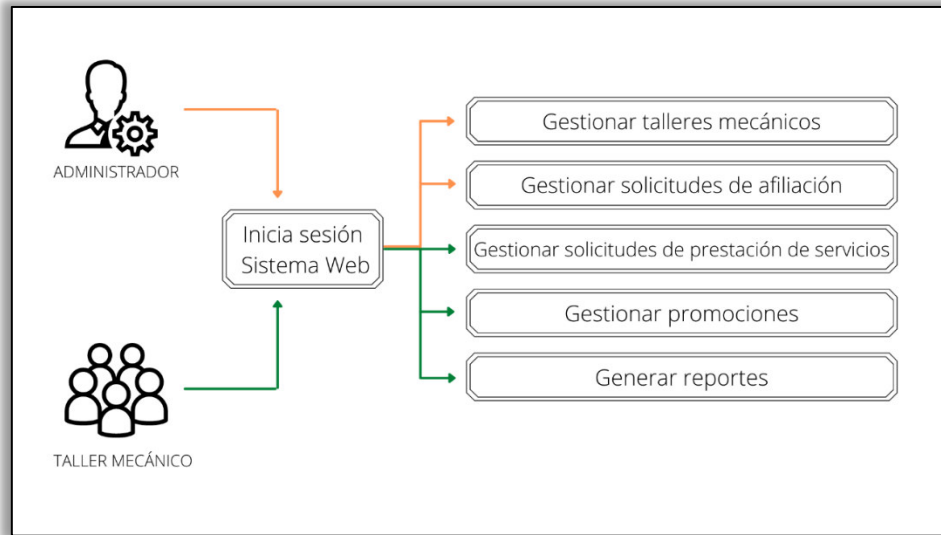 ADMINISTRADOR
TALLER MECÁNICO
Inicia sesión
Sistema Web
Gestionar talleres mecánicos
Gestionar solicitudes de afiliación
Gestionar solicitudes de prestación de servicios
Gestionar promociones
Generar reportes